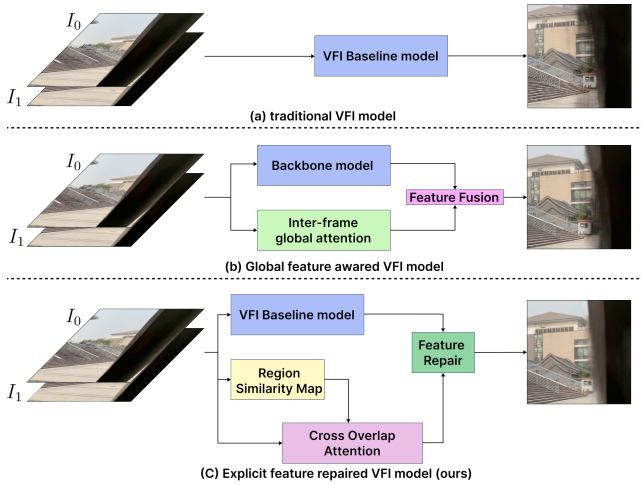 I0
I1
VFI Baseline model
(a) traditional VFI model
I0
I1
Backbone model
Inter-frame
global attention
Feature Fusion
(b) Global feature awared VFI model
I0
I1
VFI Baseline model
Region
Similarity Map
Cross Overlap
Attention
Feature
Repair
(C) Explicit feature repaired VFI model (ours)